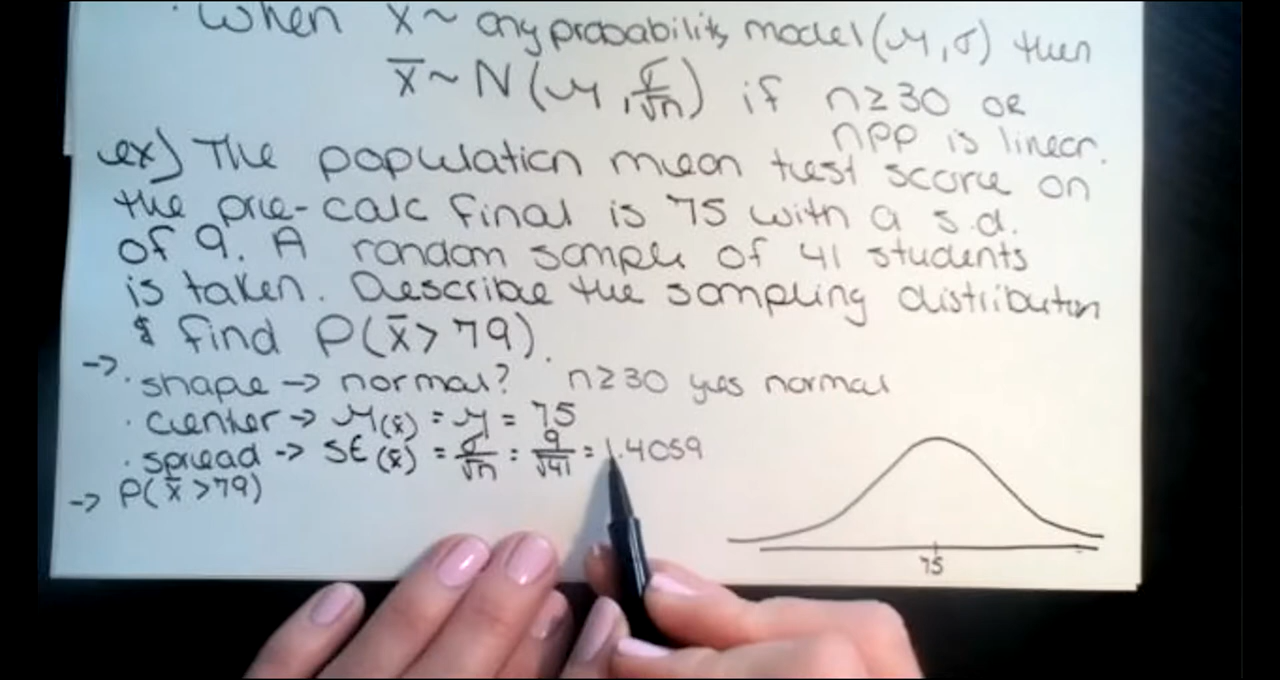 · When X ~ any probability model (μ, σ) then
X̄ ~ N(μ, σ/√n) if n ≥ 30 OR
NPP is linear.
ex) The population mean test score on
the pre-calc final is 75 with a s.d.
of 9. A random sample of 41 students
is taken. Describe the sampling distribution
& find P(x̄ > 79).
-> · shape -> normal? n ≥ 30 yes normal
· center -> μ(x̄) = μ = 75
· spread -> SE(x̄) = σ/√n = 9/√41 = 1.4059
-> P(x̄ > 79)
75